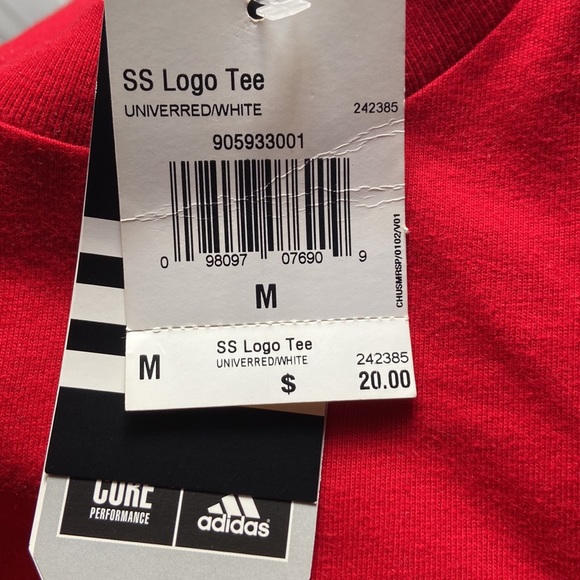 SS Logo Tee
UNIVERRED/WHITE 242385
905933001
0 98097 07690 9
M
CHUSMRSP/0102/V01
M SS Logo Tee
UNIVERRED/WHITE 242385
$ 20.00
CORE
PERFORMANCE
adidas